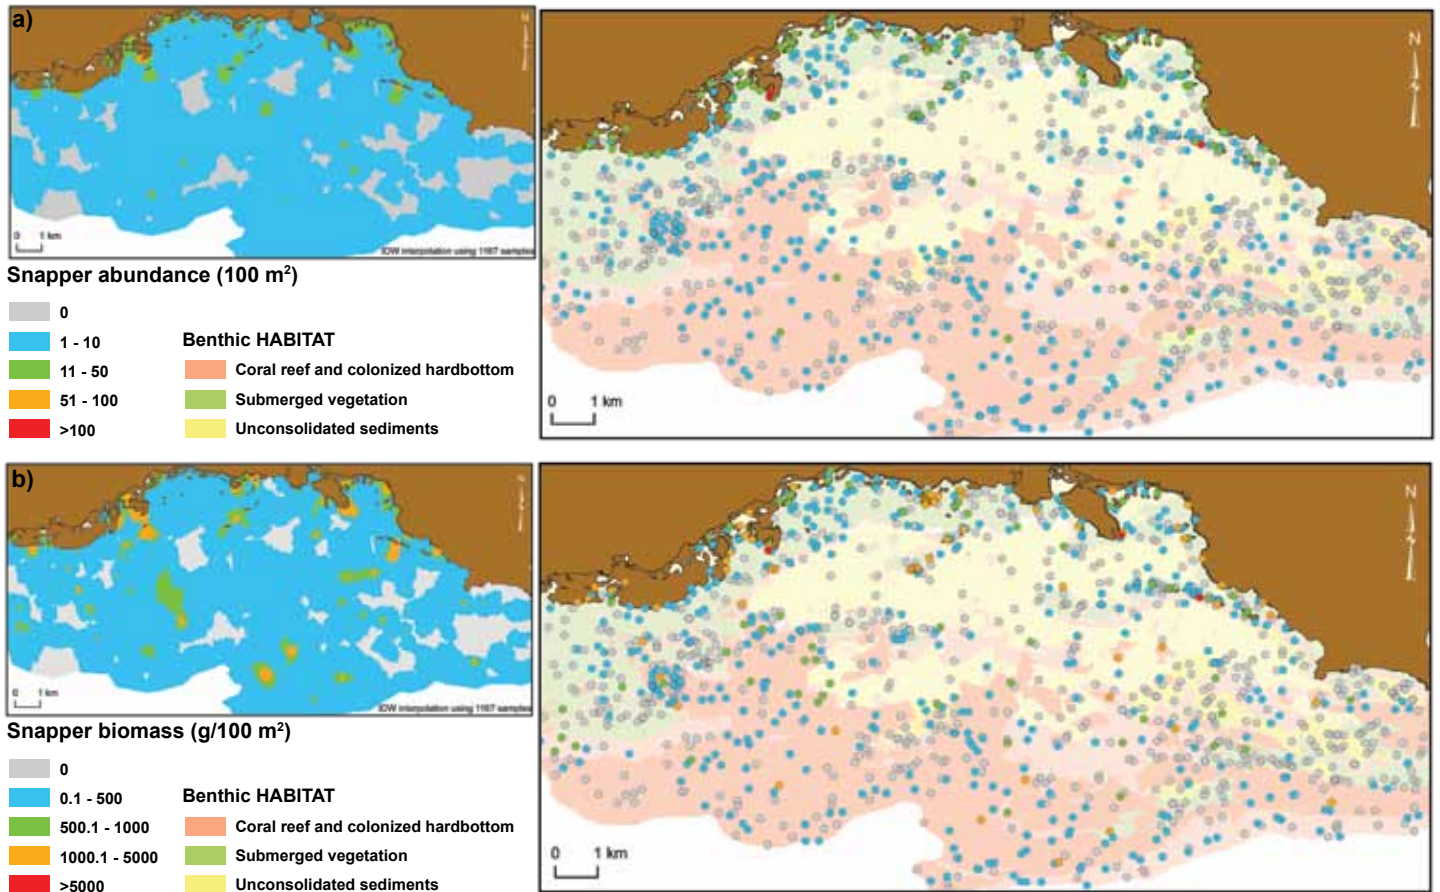 a)
N
N
0 1 km
IDW interpolation using 1167 samples
0 1 km
Snapper abundance (100 m²)
0
1 - 10
11 - 50
51 - 100
>100
Benthic HABITAT
Coral reef and colonized hardbottom
Submerged vegetation
Unconsolidated sediments
b)
N
0 1 km
IDW interpolation using 1167 samples
0 1 km
Snapper biomass (g/100 m²)
0
0.1 - 500
500.1 - 1000
1000.1 - 5000
>5000
Benthic HABITAT
Coral reef and colonized hardbottom
Submerged vegetation
Unconsolidated sediments